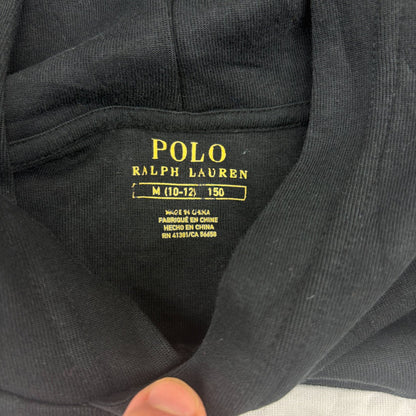 POLO
RALPH LAUREN
M (10-12) 150
MADE IN CHINA
FABRIQUÉ EN CHINE
HECHO EN CHINA
RN 41381/CA 56658